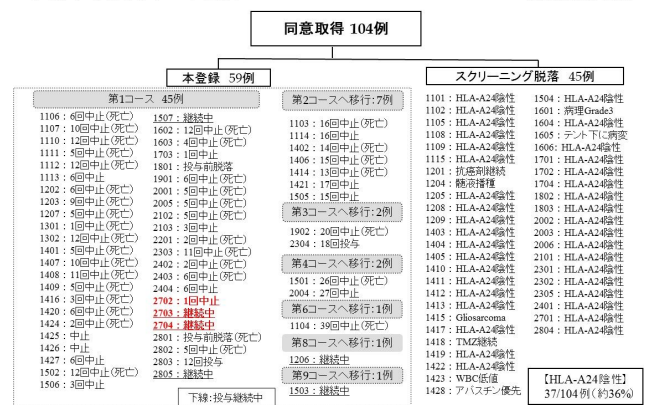 同意取得 104例
本登録 59例
第1コース 45例
1106：6回中止(死亡)
1107：10回中止(死亡)
1110：12回中止(死亡)
1111：5回中止(死亡)
1112：12回中止(死亡)
1113：6回中止
1202：6回中止(死亡)
1203：9回中止(死亡)
1207：5回中止(死亡)
1301：1回中止(死亡)
1302：12回中止(死亡)
1401：5回中止(死亡)
1407：10回中止(死亡)
1408：11回中止(死亡)
1409：5回中止(死亡)
1416：3回中止(死亡)
1420：6回中止(死亡)
1424：2回中止(死亡)
1425：中止
1426：中止
1427：6回中止(死亡)
1502：12回中止(死亡)
1506：3回中止
1507：継続中
1602：12回中止(死亡)
1603：4回中止(死亡)
1703：1回中止
1801：投与前脱落
1901：6回中止(死亡)
2001：5回中止(死亡)
2005：5回中止(死亡)
2102：5回中止(死亡)
2103：3回中止
2201：2回中止(死亡)
2303：11回中止(死亡)
2402：2回中止(死亡)
2403：6回中止(死亡)
2404：6回中止
2702：1回中止
2703：継続中
2704：継続中
2801：投与前脱落(死亡)
2802：5回中止(死亡)
2803：12回投与
2805：継続中
下線:投与継続中
第2コースへ移行:7例
1103：16回中止(死亡)
1114：16回中止
1402：14回中止(死亡)
1406：15回中止(死亡)
1414：13回中止(死亡)
1421：17回中止
1505：15回中止
第3コースへ移行:2例
1902：20回中止(死亡)
2304：18回投与
第4コースへ移行:2例
1501：26回中止(死亡)
2004：27回中止
第6コースへ移行:1例
1104：39回中止(死亡)
第8コースへ移行:1例
1206：継続中
第9コースへ移行:1例
1503：継続中
スクリーニング脱落 45例
1101：HLA-A24陰性
1102：HLA-A24陰性
1105：HLA-A24陰性
1108：HLA-A24陰性
1109：HLA-A24陰性
1115：HLA-A24陰性
1201：抗癌剤継続
1204：髄液播種
1205：HLA-A24陰性
1208：HLA-A24陰性
1209：HLA-A24陰性
1403：HLA-A24陰性
1404：HLA-A24陰性
1405：HLA-A24陰性
1410：HLA-A24陰性
1411：HLA-A24陰性
1412：HLA-A24陰性
1413：HLA-A24陰性
1415：Gliosarcoma
1417：HLA-A24陰性
1418：TMZ継続
1419：HLA-A24陰性
1422：HLA-A24陰性
1423：WBC低値
1428：アバスチン優先
1504：HLA-A24陰性
1601：病理Grade3
1604：HLA-A24陰性
1605：テント下に病変
1606：HLA-A24陰性
1701：HLA-A24陰性
1702：HLA-A24陰性
1704：HLA-A24陰性
1802：HLA-A24陰性
1803：HLA-A24陰性
2002：HLA-A24陰性
2003：HLA-A24陰性
2006：HLA-A24陰性
2101：HLA-A24陰性
2301：HLA-A24陰性
2302：HLA-A24陰性
2305：HLA-A24陰性
2401：HLA-A24陰性
2701：HLA-A24陰性
2804：HLA-A24陰性
【HLA-A24陰性】
37/104例(約36%)